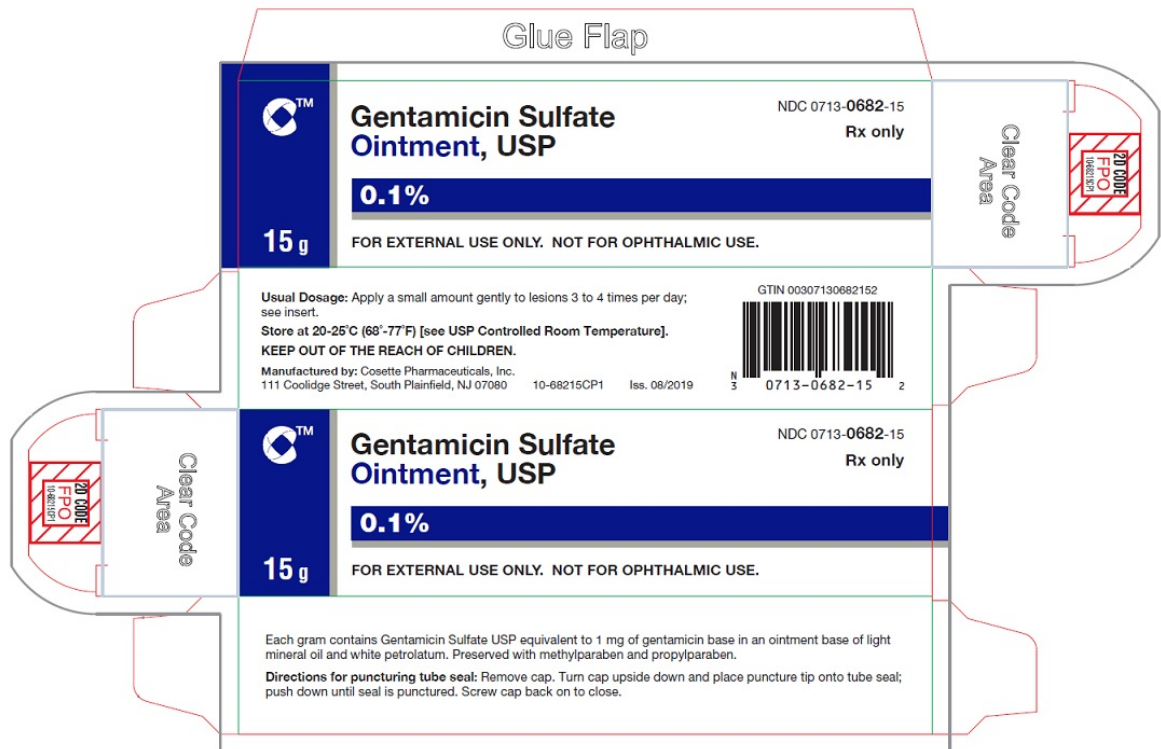 Glue Flap
TM
Gentamicin Sulfate
Ointment, USP
NDC 0713-0682-15
Rx only
0.1%
15 g
FOR EXTERNAL USE ONLY.  NOT FOR OPHTHALMIC USE.
Clear Code
Area
2D CODE
FPO
10-68215CP1
Usual Dosage: Apply a small amount gently to lesions 3 to 4 times per day;
see insert.
Store at 20-25°C (68°-77°F) [see USP Controlled Room Temperature].
KEEP OUT OF THE REACH OF CHILDREN.
Manufactured by: Cosette Pharmaceuticals, Inc.
111 Coolidge Street, South Plainfield, NJ 07080 10-68215CP1 Iss. 08/2019
GTIN 00307130682152
N
3 0713-0682-15 2
TM
Gentamicin Sulfate
Ointment, USP
NDC 0713-0682-15
Rx only
0.1%
15 g
FOR EXTERNAL USE ONLY.  NOT FOR OPHTHALMIC USE.
Clear Code
Area
2D CODE
FPO
10-68215CP1
Each gram contains Gentamicin Sulfate USP equivalent to 1 mg of gentamicin base in an ointment base of light
mineral oil and white petrolatum. Preserved with methylparaben and propylparaben.
Directions for puncturing tube seal: Remove cap. Turn cap upside down and place puncture tip onto tube seal;
push down until seal is punctured. Screw cap back on to close.